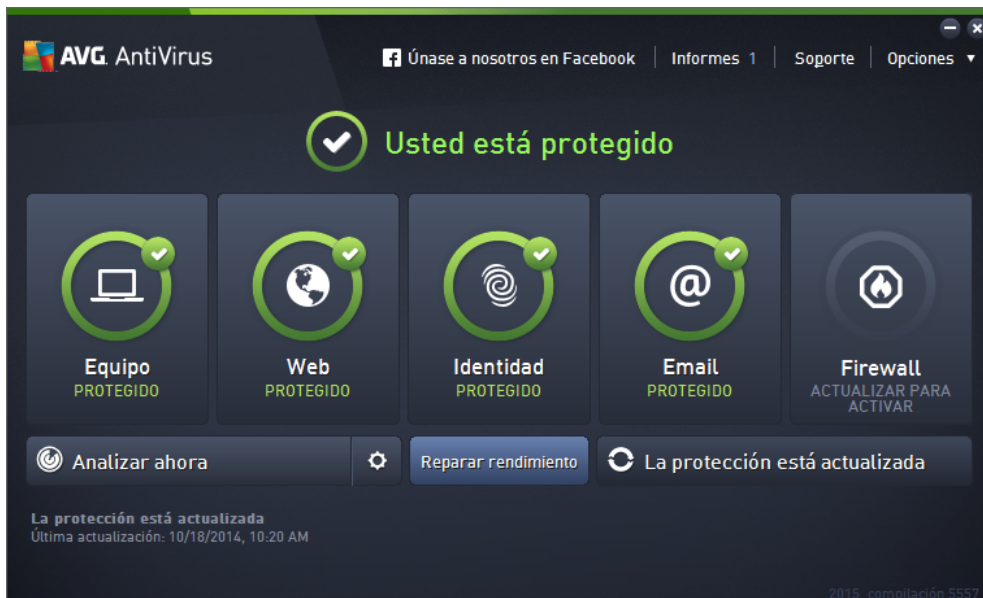 AVG. AntiVirus
Únase a nosotros en Facebook
Informes 1
Soporte
Opciones
Usted está protegido
Equipo
PROTEGIDO
Web
PROTEGIDO
Identidad
PROTEGIDO
Email
PROTEGIDO
Firewall
ACTUALIZAR PARA
ACTIVAR
Analizar ahora
Reparar rendimiento
La protección está actualizada
La protección está actualizada
Última actualización: 10/18/2014, 10:20 AM
2015 compilación 5557